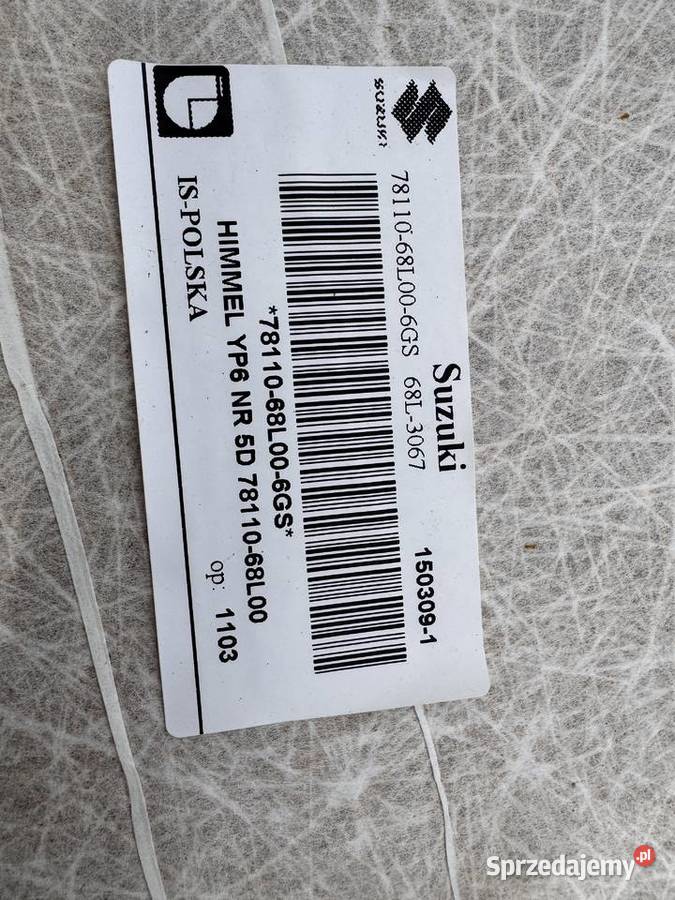 SUZUKI
Suzuki
150309-1
78110-68L00-6GS 68L-3067
*78110-68L00-6GS*
HIMMEL YP6 NR 5D 78110-68L00
IS-POLSKA
op: 1103
Sprzedajemy.pl